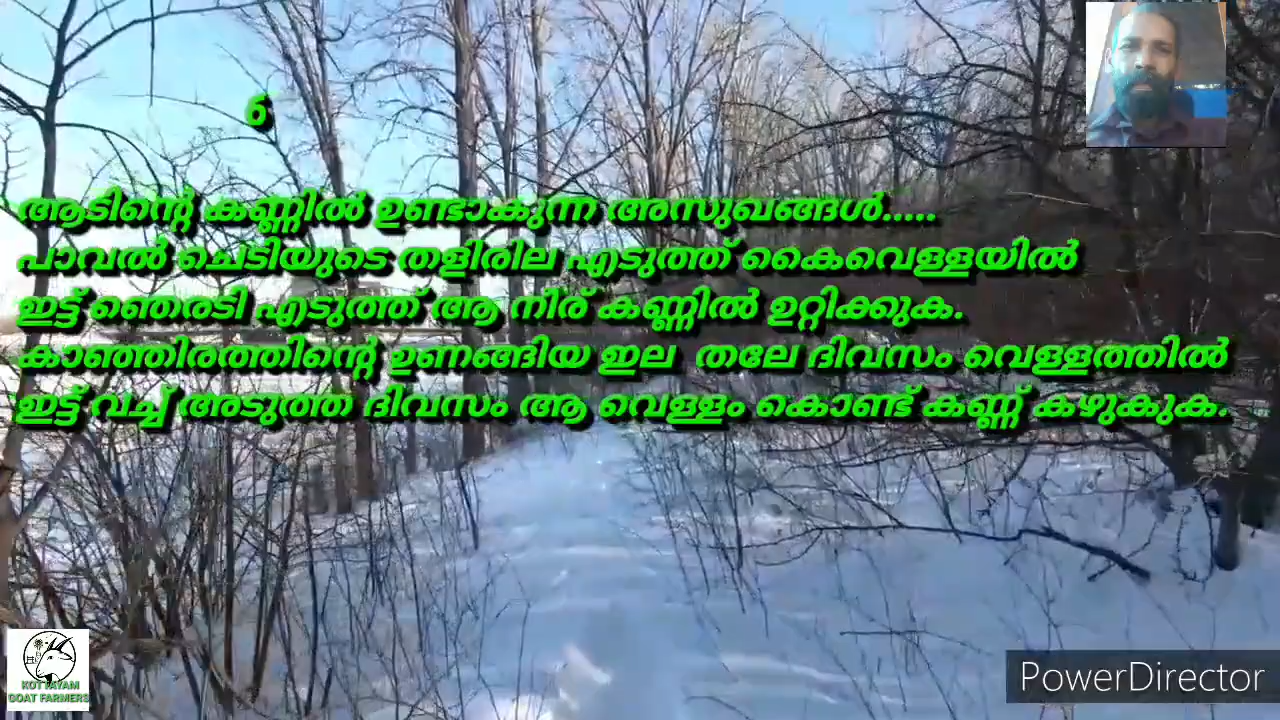 6
ആടിന്റെ കണ്ണിൽ ഉണ്ടാകുന്ന അസുഖങ്ങൾ.....
പാവൽ ചെടിയുടെ തളിരില എടുത്ത് കൈവെള്ളയിൽ
ഇട്ട് ഞെരടി എടുത്ത് ആ നിര് കണ്ണിൽ ഉറ്റിക്കുക.
കാഞ്ഞിരത്തിന്റെ ഉണങ്ങിയ ഇല തലേ ദിവസം വെള്ളത്തിൽ
ഇട്ട് വച്ച് അടുത്ത ദിവസം ആ വെള്ളം കൊണ്ട് കണ്ണ് കഴുകുക.
KOTTAYAM
GOAT FARMERS
PowerDirector